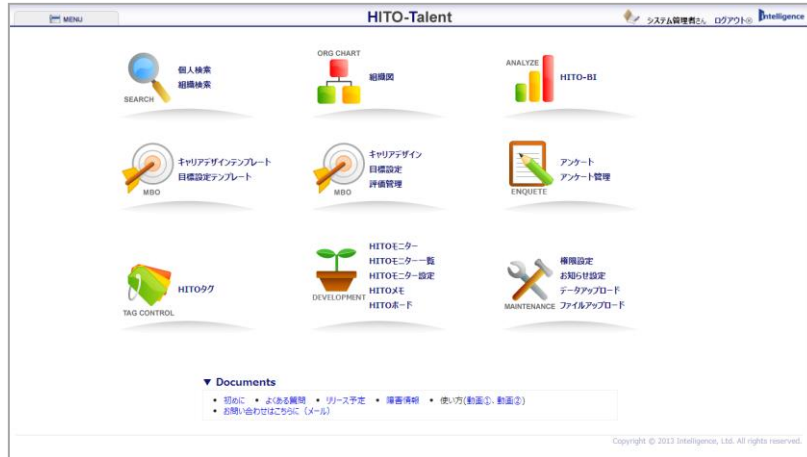 MENU
HITO-Talent
システム管理者さん ログアウト
Intelligence
SEARCH
個人検索
組織検索
ORG CHART
組織図
ANALYZE
HITO-BI
MBO
キャリアデザインテンプレート
目標設定テンプレート
MBO
キャリアデザイン
目標設定
評価管理
ENQUETE
アンケート
アンケート管理
TAG CONTROL
HITOタグ
DEVELOPMENT
HITOモニター
HITOモニター一覧
HITOモニター設定
HITOメモ
HITOボード
MAINTENANCE
権限設定
お知らせ設定
データアップロード
ファイルアップロード
▼ Documents
• 初めに • よくある質問 • リリース予定 • 障害情報 • 使い方(動画①、動画②)
• お問い合わせはこちらに（メール）
Copyright © 2013 Intelligence, Ltd. All rights reserved.